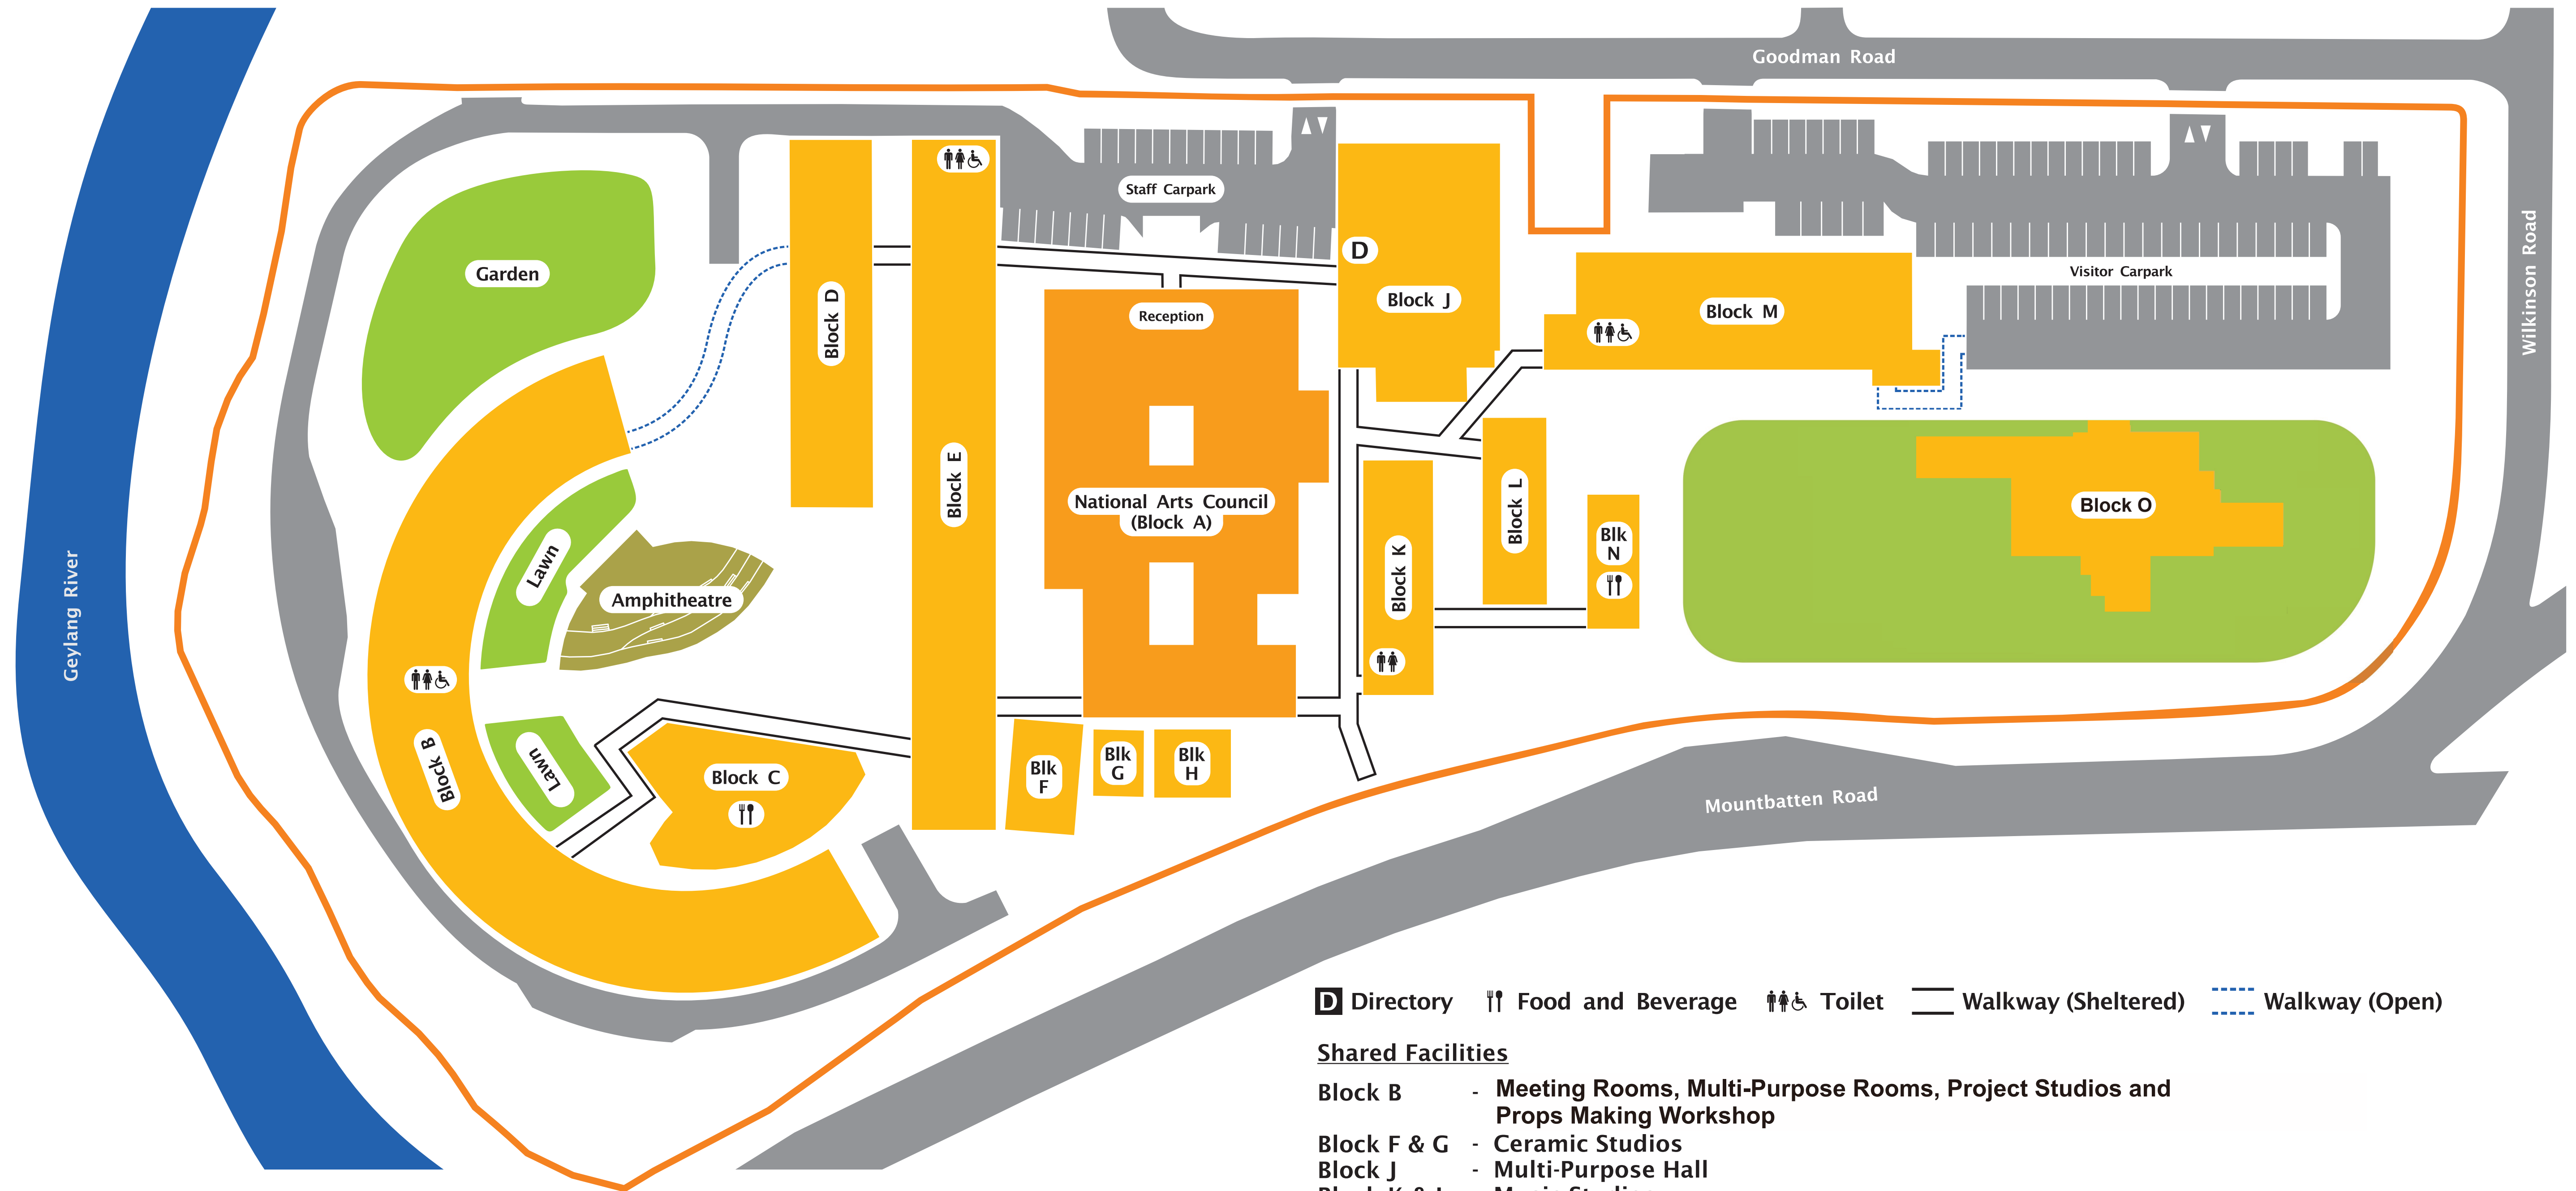 Goodman Road
Staff Carpark
Garden
D
Visitor Carpark
Wilkinson Road
Block J
Block M
Reception
Block D
Block E
National Arts Council
(Block A)
Block L
Block O
Blk
N
Lawn
Block K
Amphitheatre
Geylang River
Block B
Lawn
Block C
Blk
F
Blk
G
Blk
H
Mountbatten Road
D Directory
Food and Beverage
Toilet
Walkway (Sheltered)
Walkway (Open)
Shared Facilities
Block B - Meeting Rooms, Multi-Purpose Rooms, Project Studios and
Props Making Workshop
Block F & G - Ceramic Studios
Block J - Multi-Purpose Hall